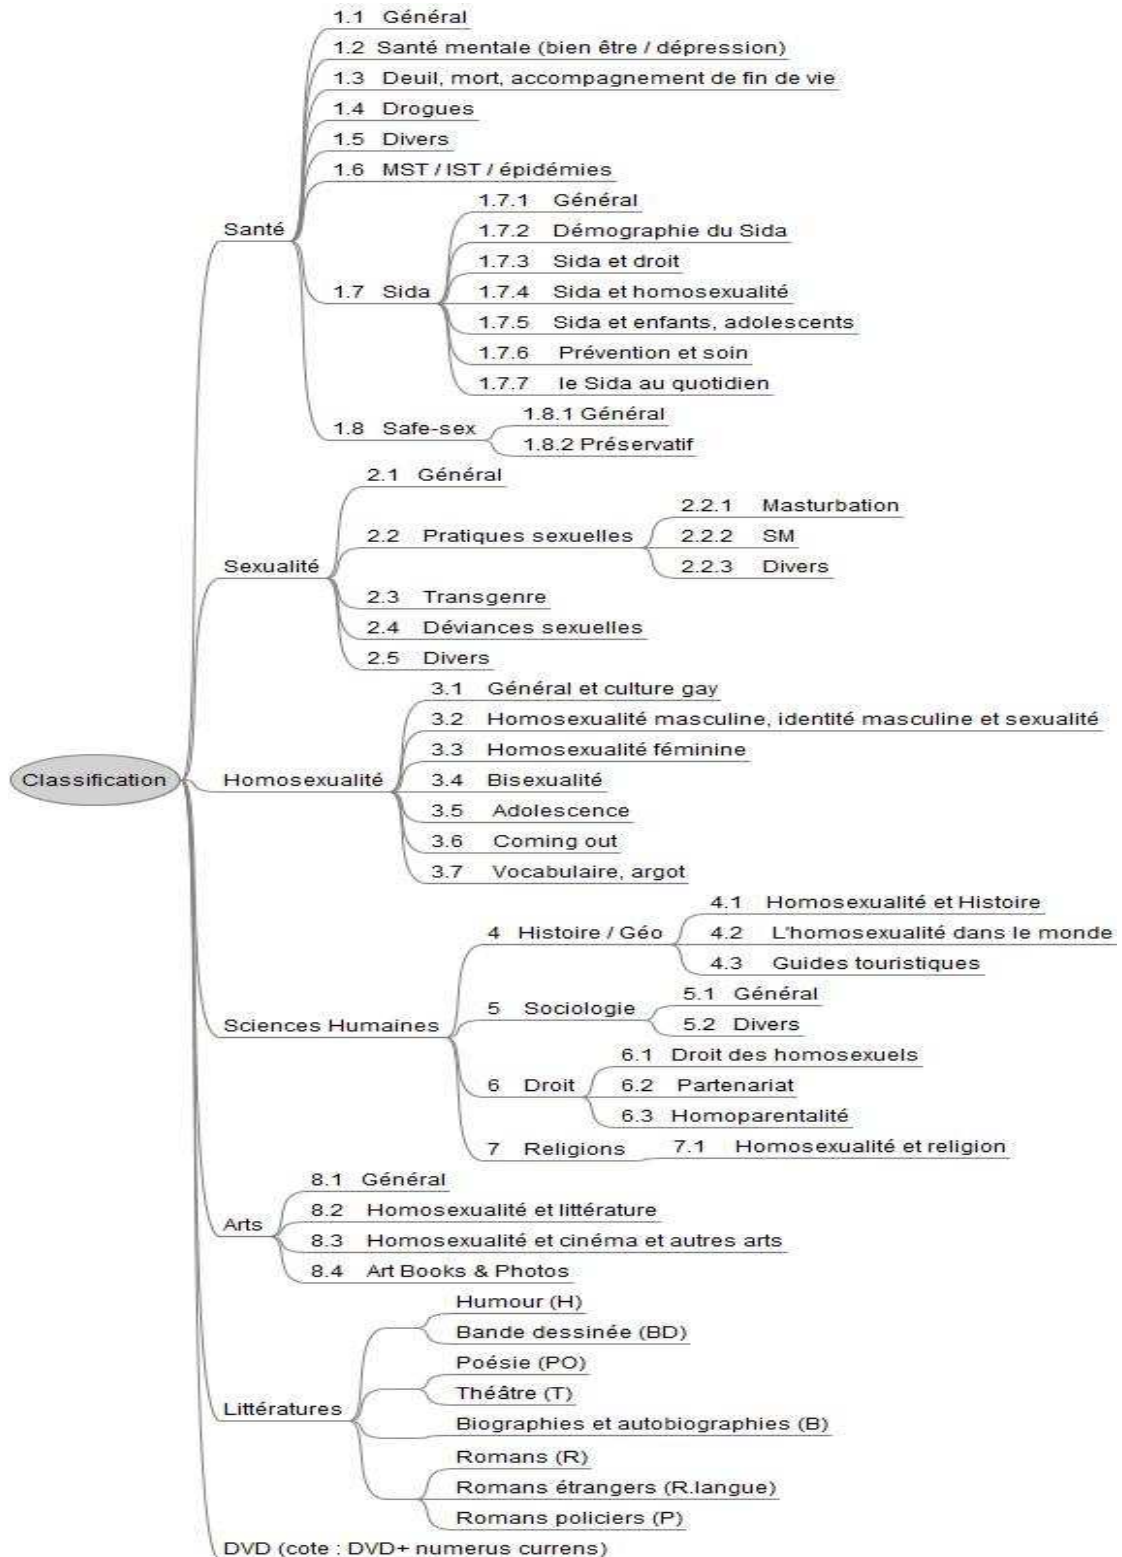 Classification
Santé
1.1 Général
1.2 Santé mentale (bien être / dépression)
1.3 Deuil, mort, accompagnement de fin de vie
1.4 Drogues
1.5 Divers
1.6 MST / IST / épidémies
1.7 Sida
1.7.1 Général
1.7.2 Démographie du Sida
1.7.3 Sida et droit
1.7.4 Sida et homosexualité
1.7.5 Sida et enfants, adolescents
1.7.6 Prévention et soin
1.7.7 le Sida au quotidien
1.8 Safe-sex
1.8.1 Général
1.8.2 Préservatif
Sexualité
2.1 Général
2.2 Pratiques sexuelles
2.2.1 Masturbation
2.2.2 SM
2.2.3 Divers
2.3 Transgenre
2.4 Déviances sexuelles
2.5 Divers
Homosexualité
3.1 Général et culture gay
3.2 Homosexualité masculine, identité masculine et sexualité
3.3 Homosexualité féminine
3.4 Bisexualité
3.5 Adolescence
3.6 Coming out
3.7 Vocabulaire, argot
Sciences Humaines
4 Histoire / Géo
4.1 Homosexualité et Histoire
4.2 L'homosexualité dans le monde
4.3 Guides touristiques
5 Sociologie
5.1 Général
5.2 Divers
6 Droit
6.1 Droit des homosexuels
6.2 Partenariat
6.3 Homoparentalité
7 Religions
7.1 Homosexualité et religion
Arts
8.1 Général
8.2 Homosexualité et littérature
8.3 Homosexualité et cinéma et autres arts
8.4 Art Books & Photos
Littératures
Humour (H)
Bande dessinée (BD)
Poésie (PO)
Théâtre (T)
Biographies et autobiographies (B)
Romans (R)
Romans étrangers (R.langue)
Romans policiers (P)
DVD (cote : DVD+ numerus currens)